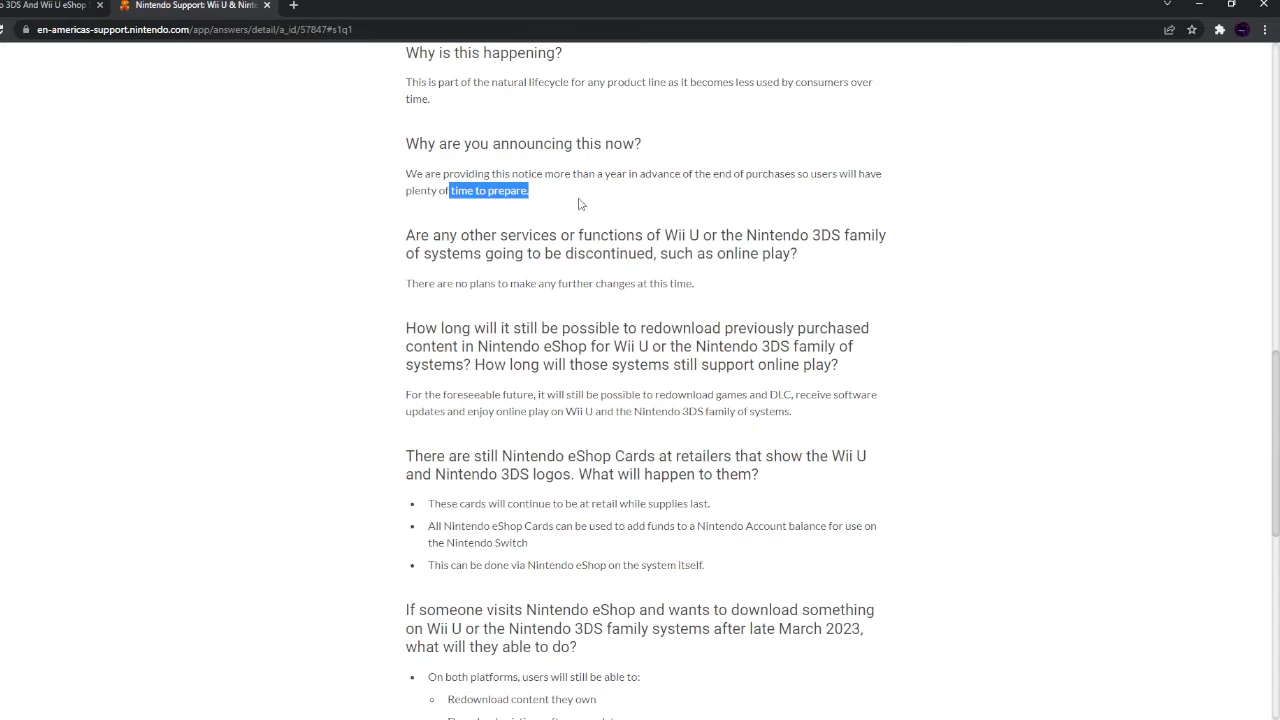 3DS And Wii U eShop
Nintendo Support: Wii U & Ninte
en-americas-support.nintendo.com/app/answers/detail/a_id/57847#s1q1
Why is this happening?
This is part of the natural lifecycle for any product line as it becomes less used by consumers over
time.
Why are you announcing this now?
We are providing this notice more than a year in advance of the end of purchases so users will have
plenty of time to prepare.
Are any other services or functions of Wii U or the Nintendo 3DS family
of systems going to be discontinued, such as online play?
There are no plans to make any further changes at this time.
How long will it still be possible to redownload previously purchased
content in Nintendo eShop for Wii U or the Nintendo 3DS family of
systems? How long will those systems still support online play?
For the foreseeable future, it will still be possible to redownload games and DLC, receive software
updates and enjoy online play on Wii U and the Nintendo 3DS family of systems.
There are still Nintendo eShop Cards at retailers that show the Wii U
and Nintendo 3DS logos. What will happen to them?
• These cards will continue to be at retail while supplies last.
• All Nintendo eShop Cards can be used to add funds to a Nintendo Account balance for use on
the Nintendo Switch
• This can be done via Nintendo eShop on the system itself.
If someone visits Nintendo eShop and wants to download something
on Wii U or the Nintendo 3DS family systems after late March 2023,
what will they able to do?
• On both platforms, users will still be able to:
○ Redownload content they own